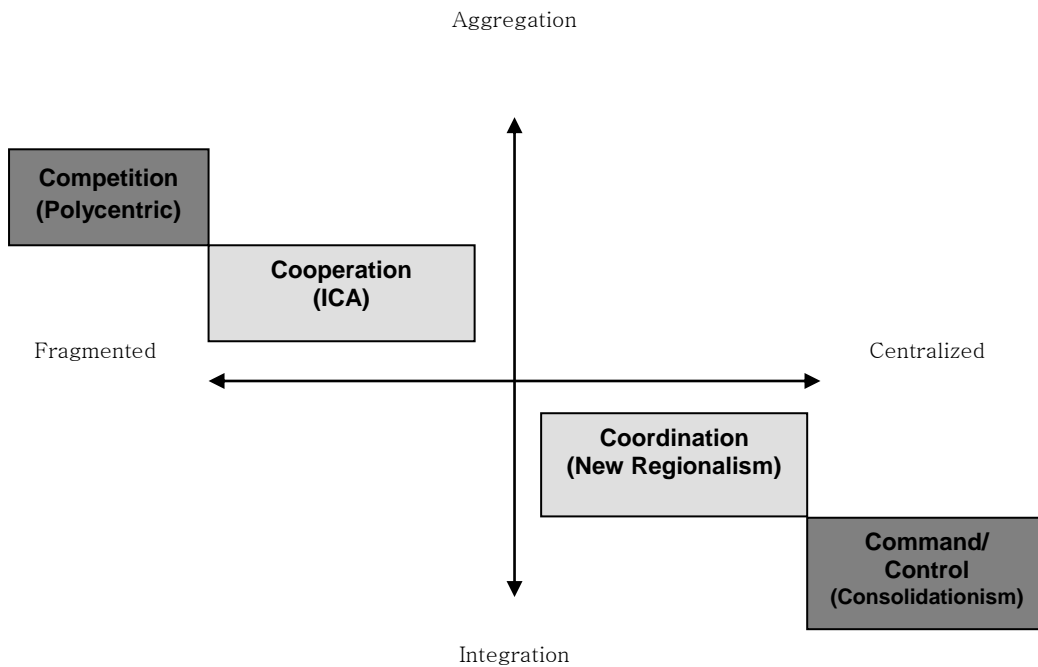 Aggregation
Competition
(Polycentric)
Cooperation
(ICA)
Fragmented
Centralized
Coordination
(New Regionalism)
Command/
Control
(Consolidationism)
Integration